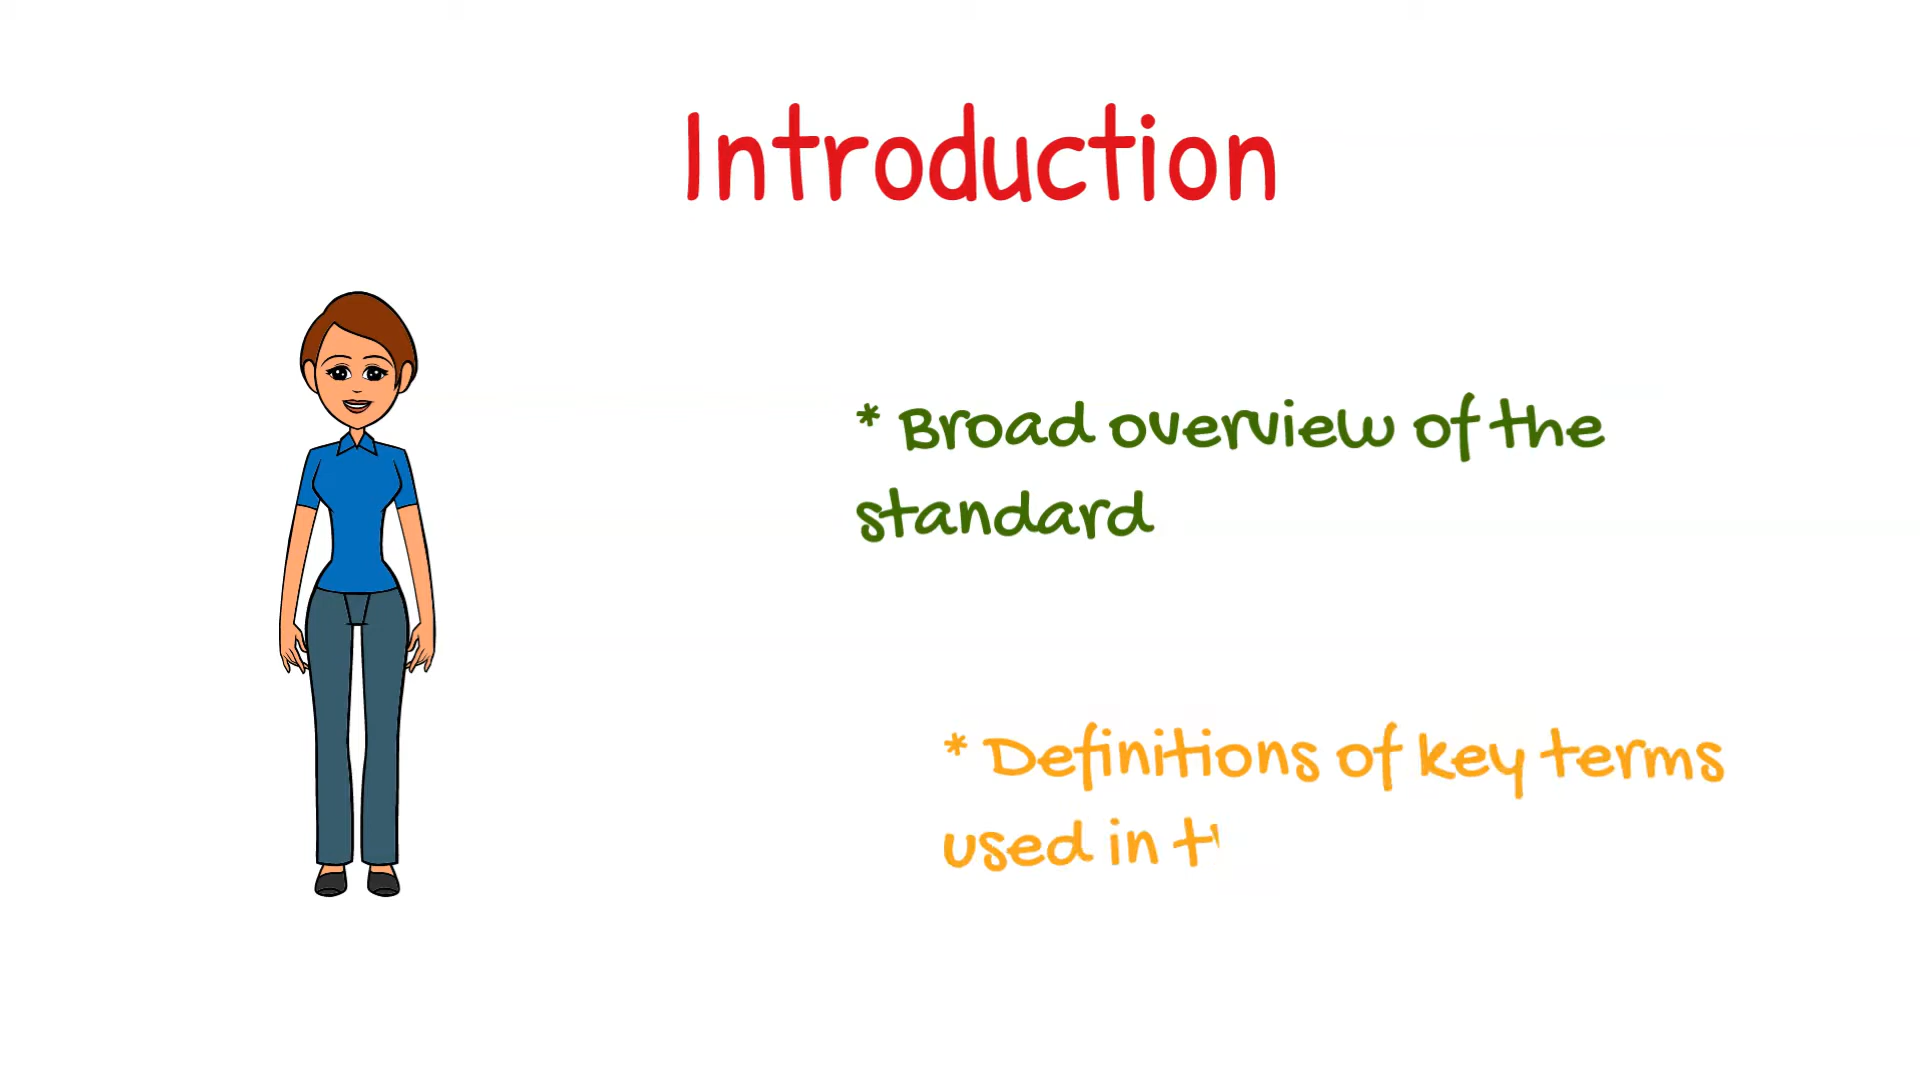 Introduction
* Broad overview of the
standard
* Definitions of key terms
used in